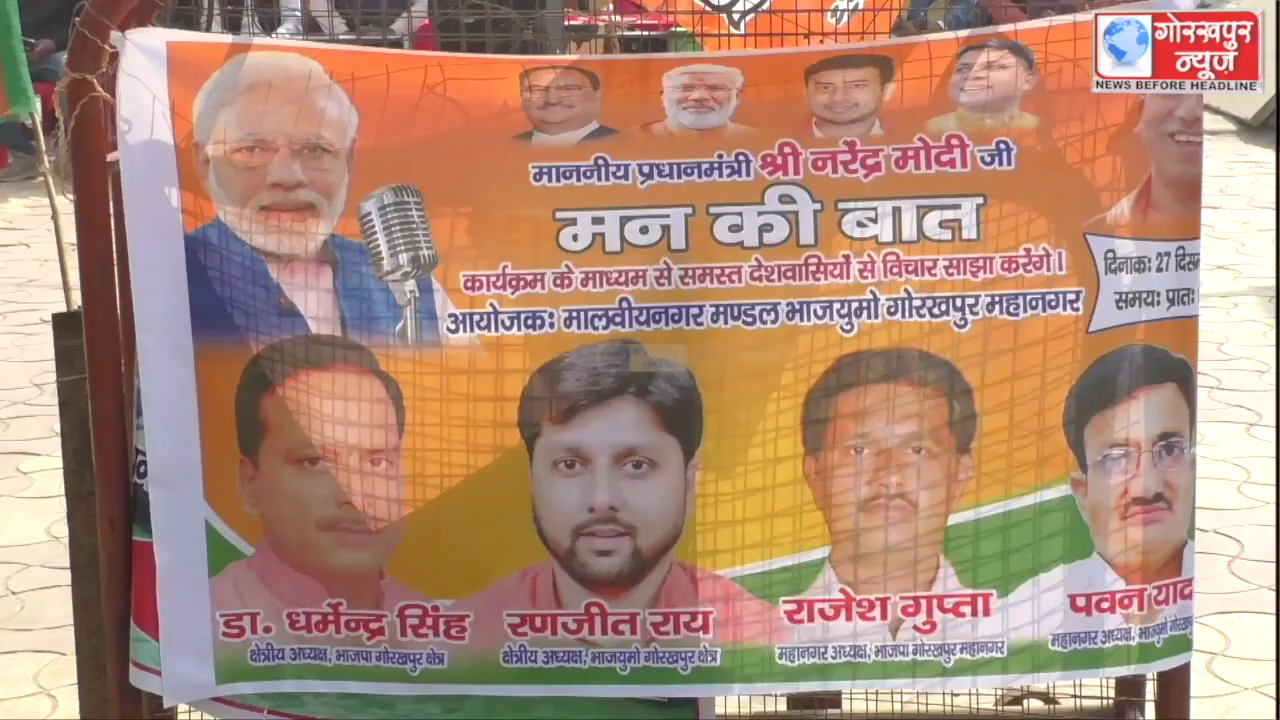 गोरखपुर
न्यूज़
NEWS BEFORE HEADLINE
माननीय प्रधानमंत्री श्री नरेंद्र मोदी जी
मन की बात
कार्यक्रम के माध्यम से समस्त देशवासियों से विचार साझा करेंगे।
दिनाकः 27
समयः प्रातः
आयोजकः मालवीयनगर मण्डल भाजयुमो गोरखपुर महानगर
डा. धर्मेन्द्र सिंह
क्षेत्रीय अध्यक्ष, भाजपा गोरखपुर क्षेत्र
रणजीत राय
क्षेत्रीय अध्यक्ष, भाजयुमो गोरखपुर क्षेत्र
राजेश गुप्ता
महानगर अध्यक्ष, भाजपा गोरखपुर महानगर
पवन
महानगर अध्यक्ष, भाजयुमो